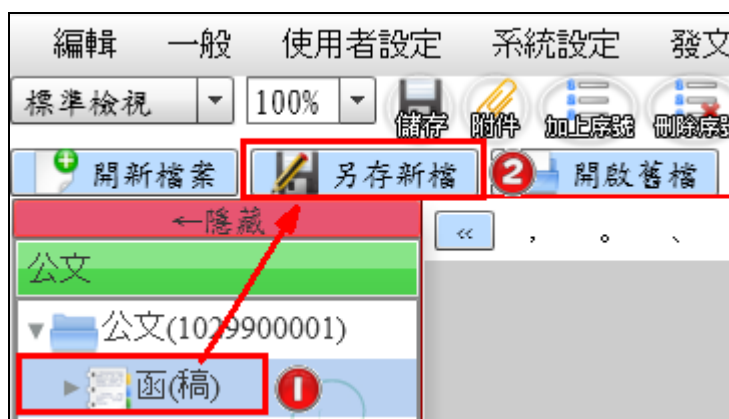 編輯 一般 使用者設定 系統設定 發文
標準檢視 100% 儲存 附件 加上序號 刪除序號
開新檔案 另存新檔 2 開啟舊檔
←隱藏 << , 。 、
公文
公文(1029900001)
函(稿) 1